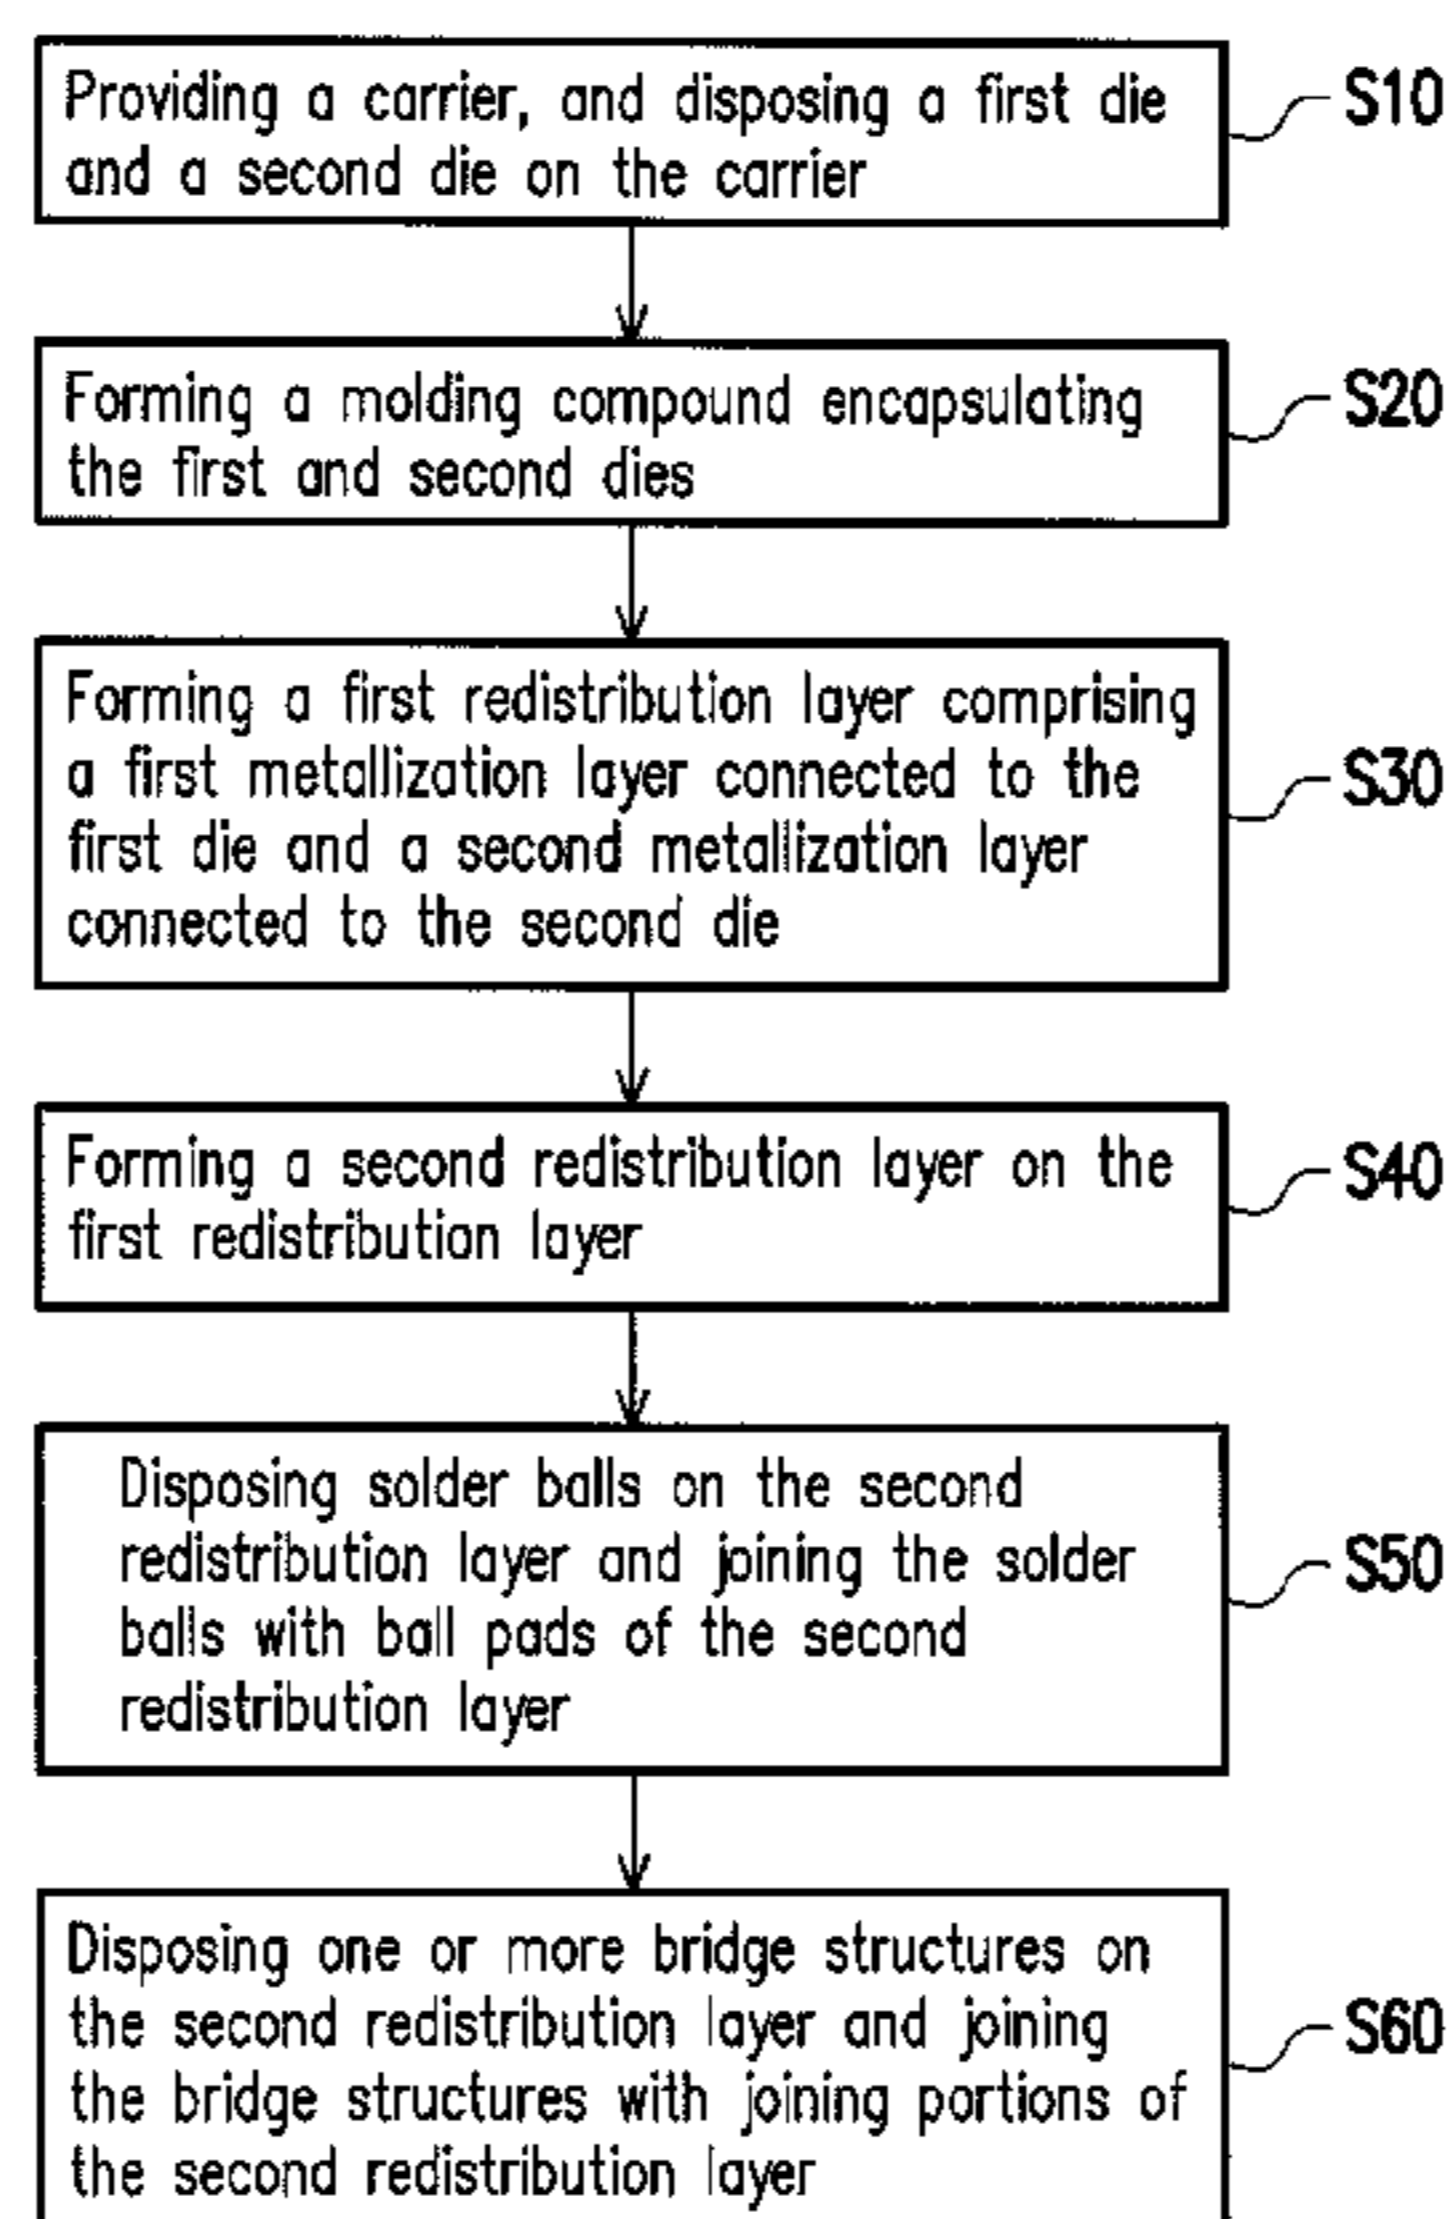 Providing a carrier, and disposing a first die
and a second die on the carrier
S10
Forming a molding compound encapsulating
the first and second dies
S20
Forming a first redistribution layer comprising
a first metallization layer connected to the
first die and a second metallization layer
connected to the second die
S30
Forming a second redistribution layer on the
first redistribution layer
S40
Disposing solder balls on the second
redistribution layer and joining the solder
balls with ball pads of the second
redistribution layer
S50
Disposing one or more bridge structures on
the second redistribution layer and joining
the bridge structures with joining portions of
the second redistribution layer
S60